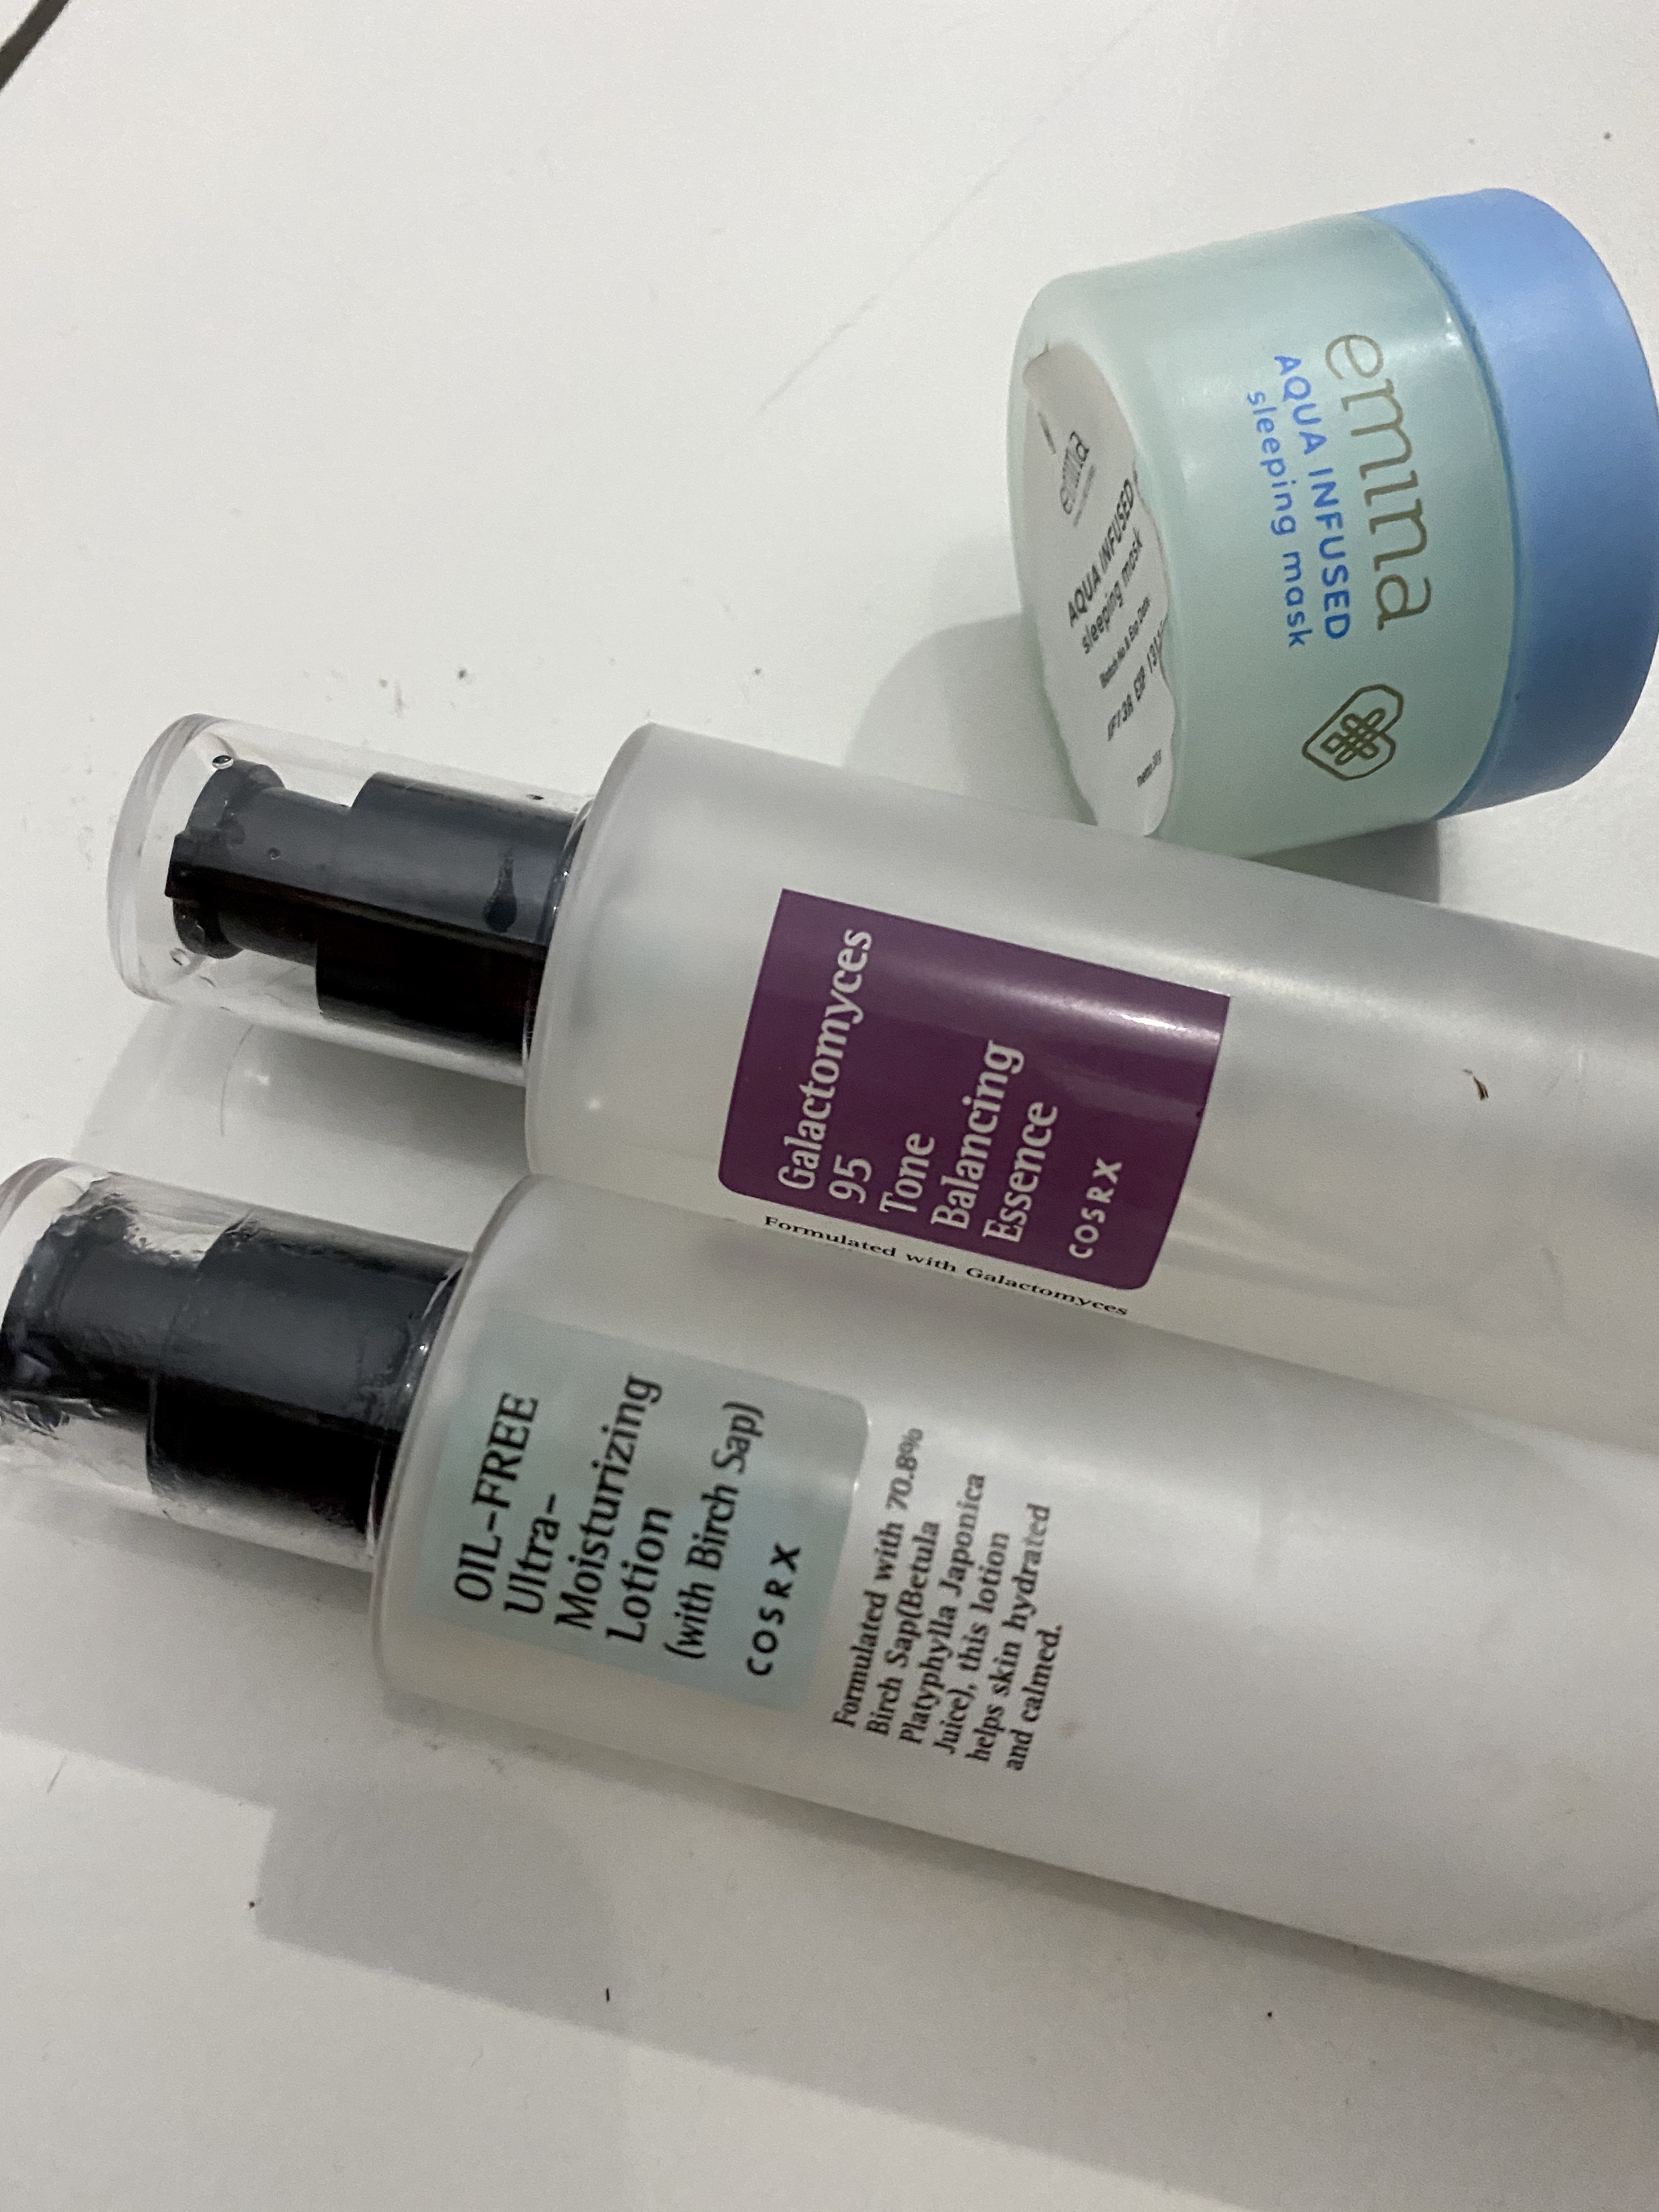 emina
AQUA INFUSED
sleeping mask
emina
AQUA INFUSED
sleeping mask
Galactomyces
95
Tone
Balancing
Essence
COSRX
Formulated with Galactomyces
OIL-FREE
Ultra-
Moisturizing
Lotion
(with Birch Sap)
COSRX
Formulated with 70.8%
Birch Sap(Betula
Platyphylla Japonica
Juice), this lotion
helps skin hydrated
and calmed.